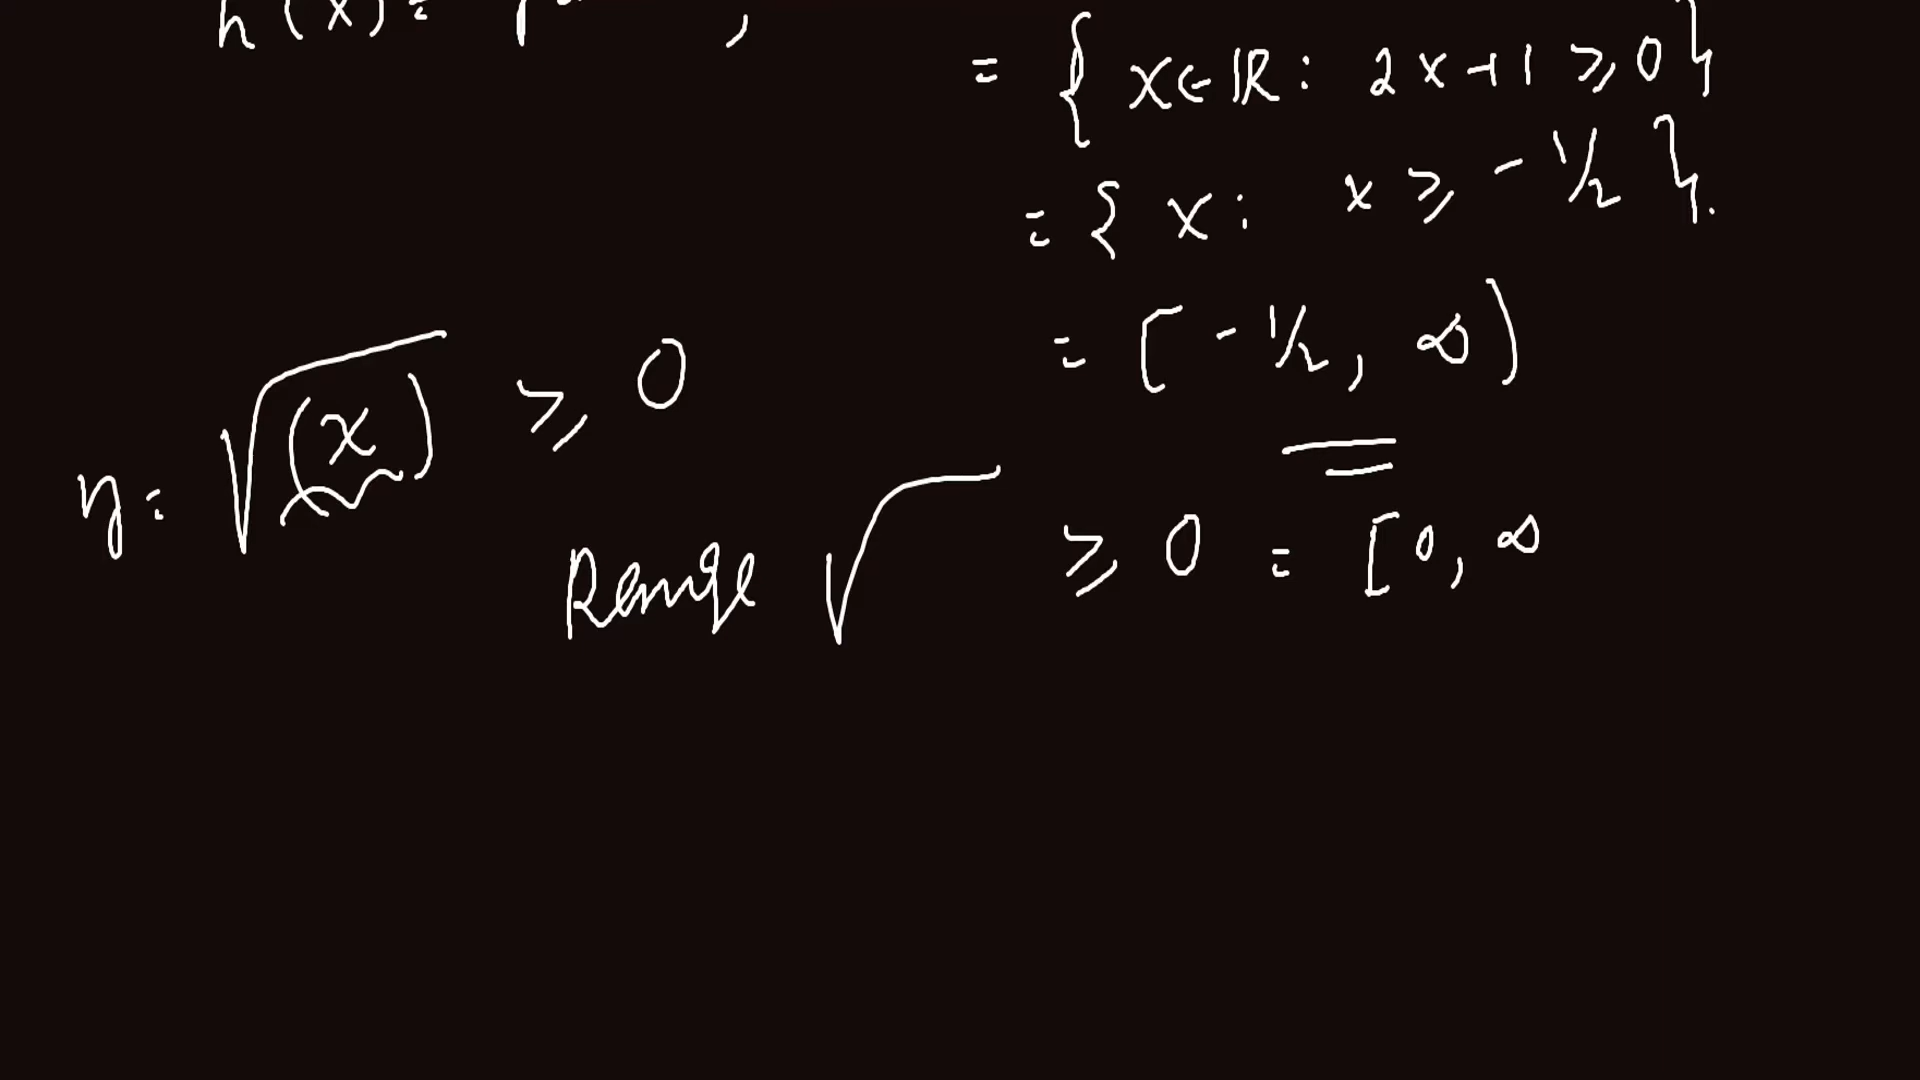 h(x) =
= { x ∈ ℝ : 2x+1 ≥ 0 }
= { x : x ≥ -1/2 }.
= [ -1/2, ∞ )
y = √(x) ≥ 0
Range √ ≥ 0 = [0, ∞